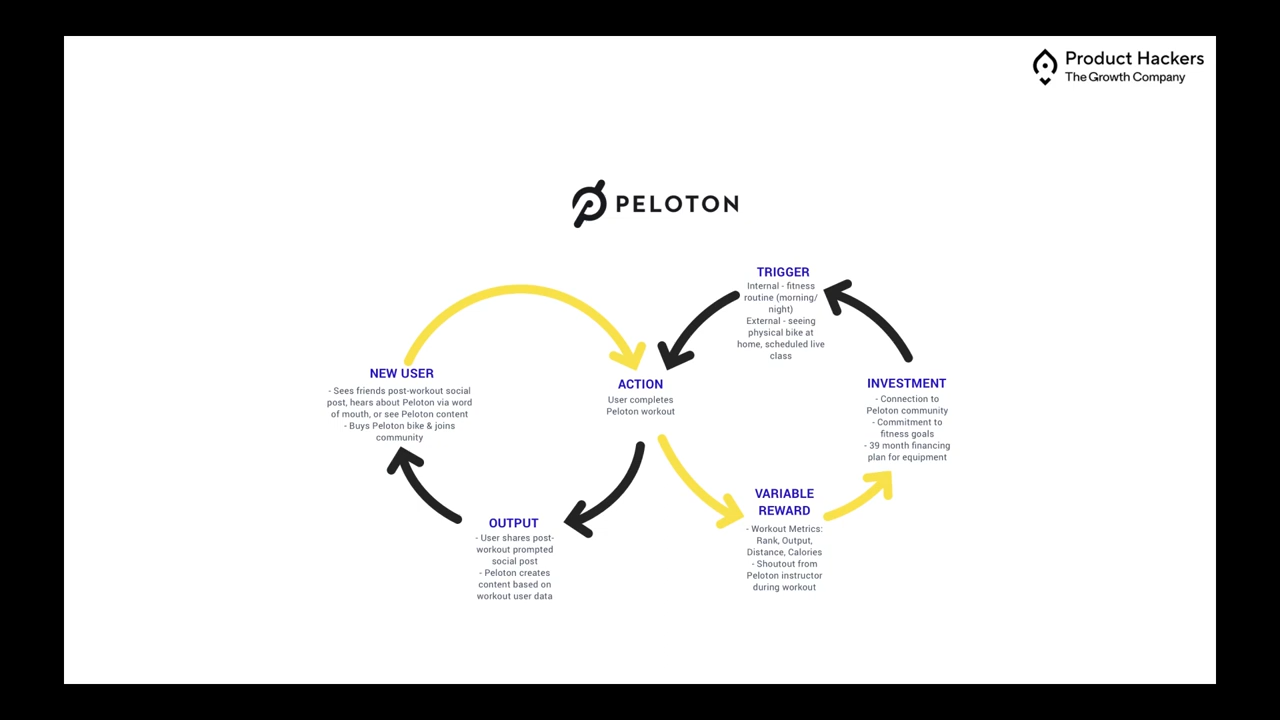 Product Hackers
The Growth Company
PELOTON
TRIGGER
Internal - fitness
routine (morning/
night)
External - seeing
physical bike at
home, scheduled live
class
NEW USER
- Sees friends post-workout social
post, hears about Peloton via word
of mouth, or see Peloton content
- Buys Peloton bike & joins
community
ACTION
User completes
Peloton workout
INVESTMENT
- Connection to
Peloton community
- Commitment to
fitness goals
- 39 month financing
plan for equipment
OUTPUT
- User shares post-
workout prompted
social post
- Peloton creates
content based on
workout user data
VARIABLE
REWARD
- Workout Metrics:
Rank, Output,
Distance, Calories
- Shoutout from
Peloton instructor
during workout